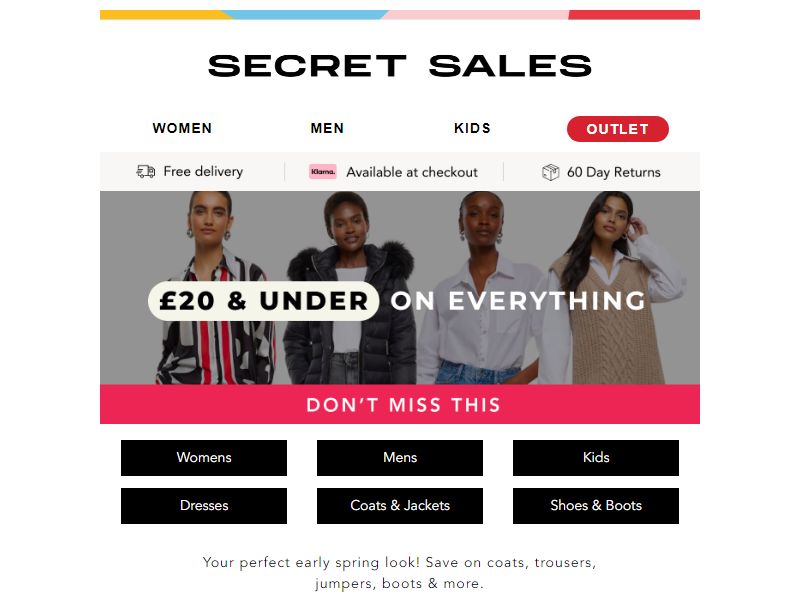 SECRET SALES
WOMEN MEN KIDS OUTLET
Free delivery Klarna. Available at checkout 60 Day Returns
£20 & UNDER ON EVERYTHING
DON'T MISS THIS
Womens Mens Kids
Dresses Coats & Jackets Shoes & Boots
Your perfect early spring look! Save on coats, trousers,
jumpers, boots & more.